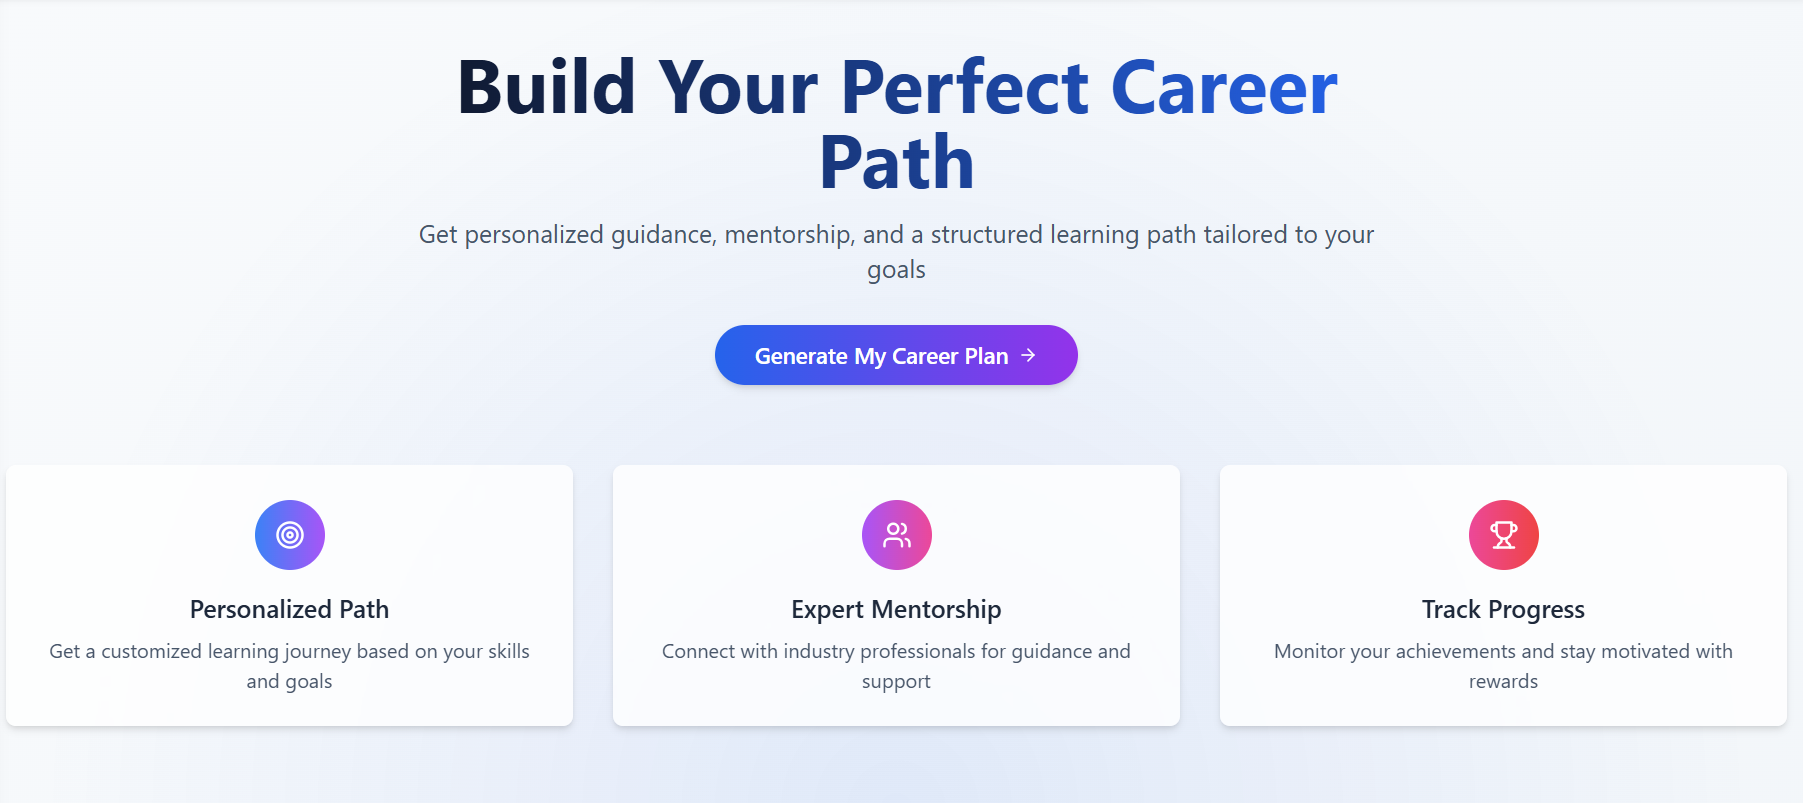 Build Your Perfect Career
Path
Get personalized guidance, mentorship, and a structured learning path tailored to your
goals
Generate My Career Plan →
Personalized Path
Get a customized learning journey based on your skills
and goals
Expert Mentorship
Connect with industry professionals for guidance and
support
Track Progress
Monitor your achievements and stay motivated with
rewards